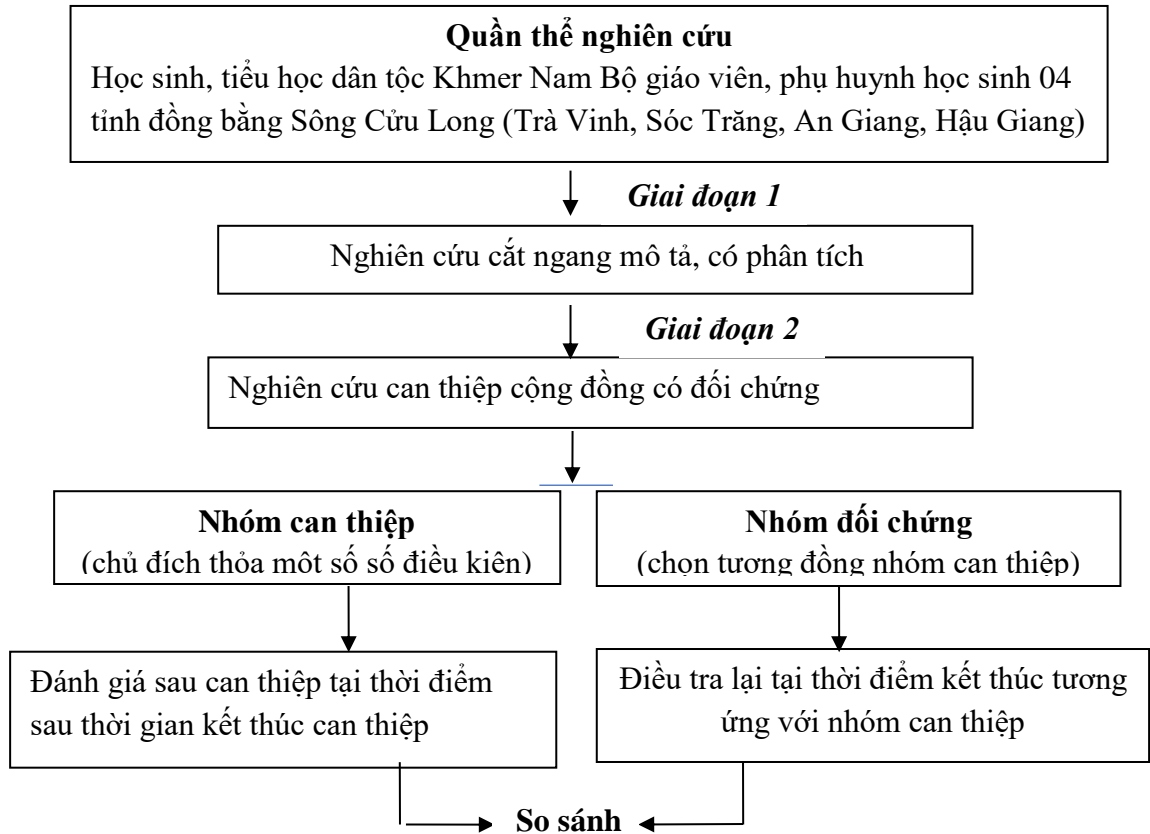 Quần thể nghiên cứu
Học sinh, tiểu học dân tộc Khmer Nam Bộ giáo viên, phụ huynh học sinh 04
tỉnh đồng bằng Sông Cửu Long (Trà Vinh, Sóc Trăng, An Giang, Hậu Giang)
Giai đoạn 1
Nghiên cứu cắt ngang mô tả, có phân tích
Giai đoạn 2
Nghiên cứu can thiệp cộng đồng có đối chứng
Nhóm can thiệp
(chủ đích thỏa môt số số điều kiên)
Nhóm đối chứng
(chọn tương đồng nhóm can thiệp)
Đánh giá sau can thiệp tại thời điểm
sau thời gian kết thúc can thiệp
Điều tra lại tại thời điểm kết thúc tương
ứng với nhóm can thiệp
So sánh